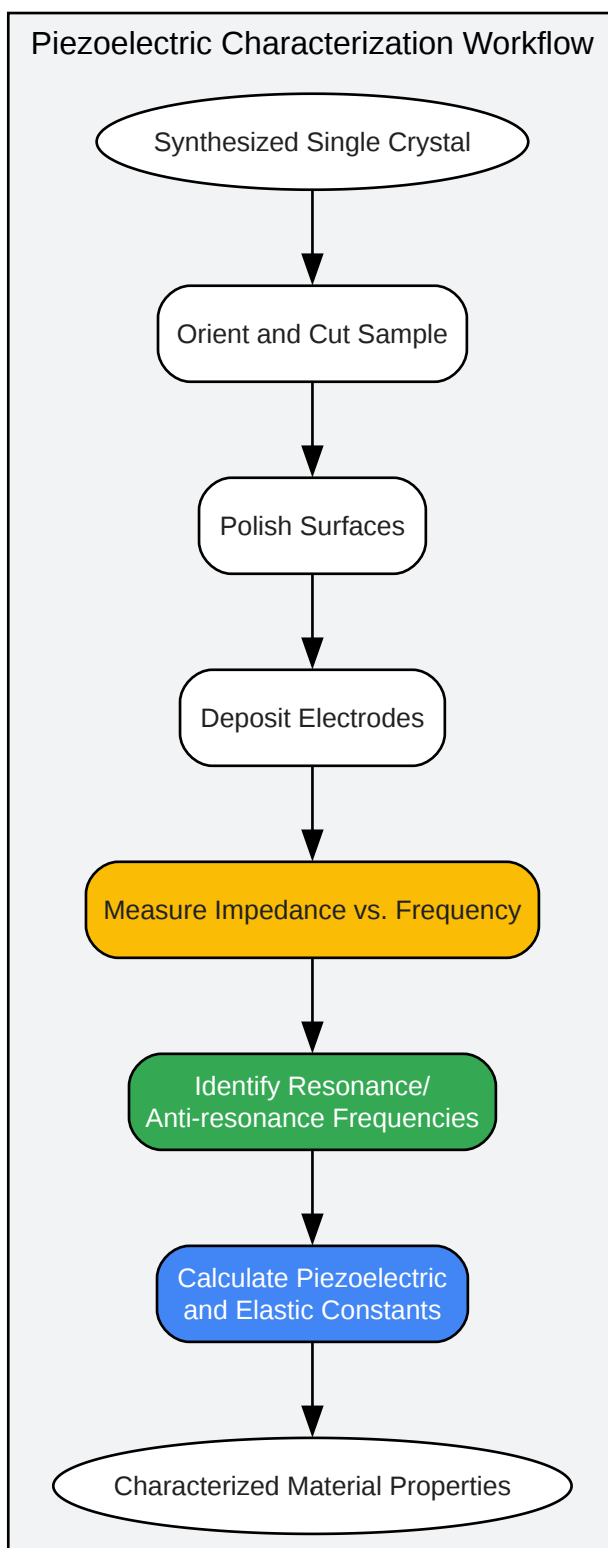 Piezoelectric Characterization Workflow
Synthesized Single Crystal
Orient and Cut Sample
Polish Surfaces
Deposit Electrodes
Measure Impedance vs. Frequency
Identify Resonance/
Anti-resonance Frequencies
Calculate Piezoelectric
and Elastic Constants
Characterized Material Properties